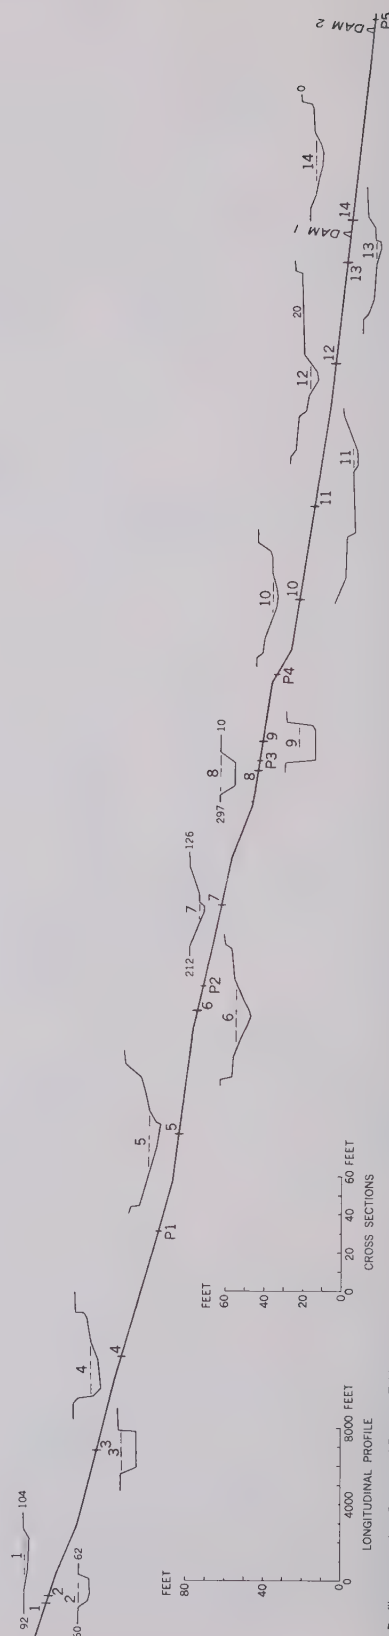 92 1 104
1
2
50 2 62
3
3
4
4
P1
5
5
6
P2
6
212 7 126
7
297 8 10
8
P3
9
9
P4
10
10
11
11
12
20
12
13
DAM 1
14
13
14
0
DAM 2
P5
FEET
80
40
0
0 4000 8000 FEET
LONGITUDINAL PROFILE
FEET
60
40
20
0
0 20 40 60 FEET
CROSS SECTIONS